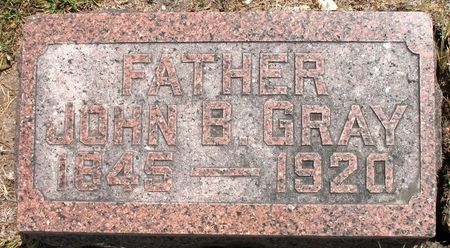 FATHER
JOHN B. GRAY
1845 — 1920